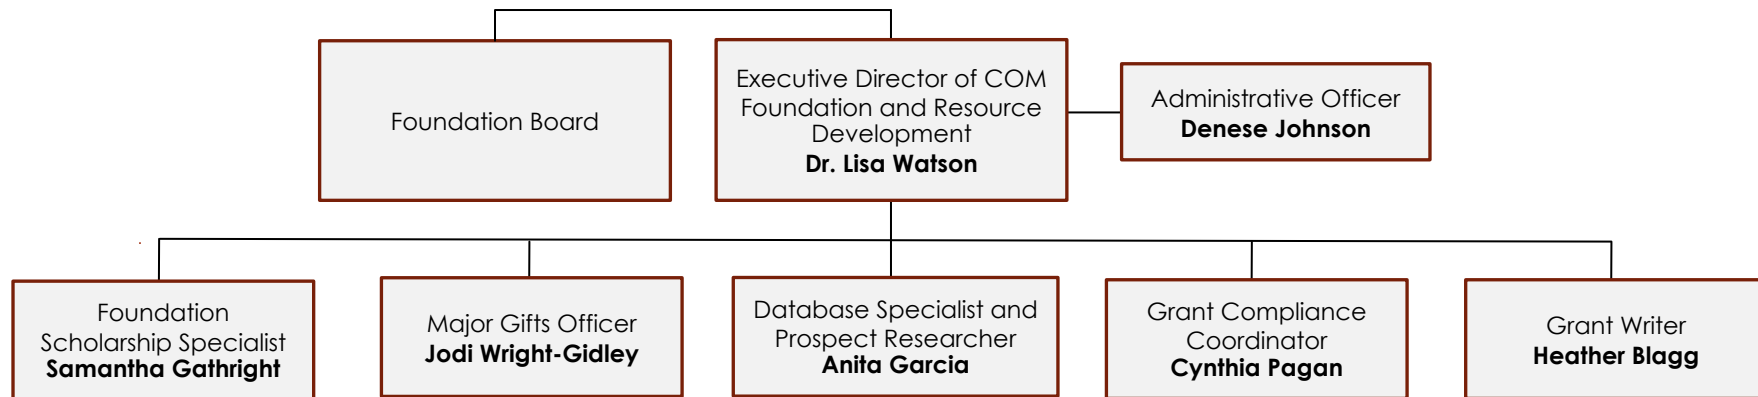 Foundation Board
Executive Director of COM
Foundation and Resource
Development
Dr. Lisa Watson
Administrative Officer
Denese Johnson
Foundation
Scholarship Specialist
Samantha Gathright
Major Gifts Officer
Jodi Wright-Gidley
Database Specialist and
Prospect Researcher
Anita Garcia
Grant Compliance
Coordinator
Cynthia Pagan
Grant Writer
Heather Blagg